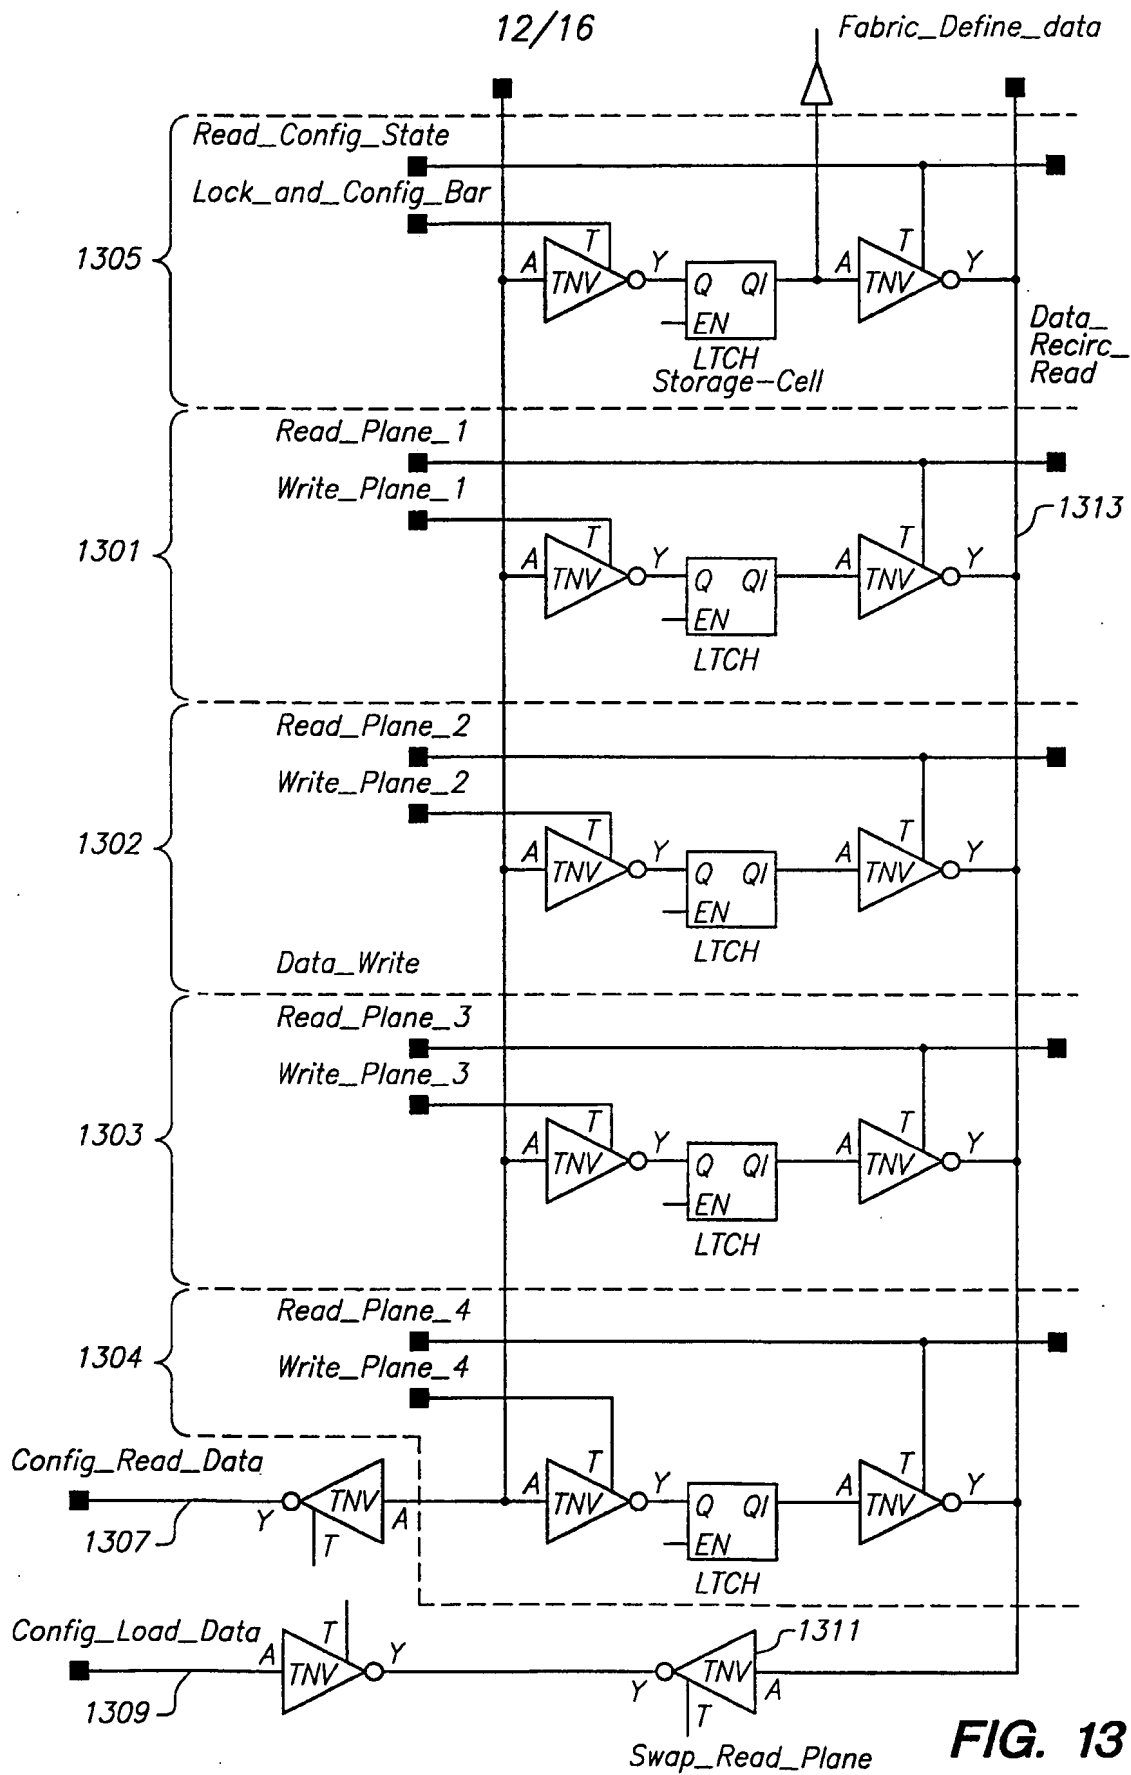 12/16
Fabric_Define_data
Read_Config_State
Lock_and_Config_Bar
1305
T T
A TNV Y Q QI A TNV Y
EN
LTCH
Storage-Cell
Data_
Recirc_
Read
Read_Plane_1
Write_Plane_1
1313
1301
T T
A TNV Y Q QI A TNV Y
EN
LTCH
Read_Plane_2
Write_Plane_2
1302
T T
A TNV Y Q QI A TNV Y
EN
LTCH
Data_Write
Read_Plane_3
Write_Plane_3
1303
T T
A TNV Y Q QI A TNV Y
EN
LTCH
Read_Plane_4
1304
Write_Plane_4
Config_Read_Data
T T
Y TNV A A TNV Y Q QI A TNV Y
1307
T
EN
LTCH
Config_Load_Data
T
1311
A TNV Y Y TNV A
1309
T
Swap_Read_Plane
FIG. 13